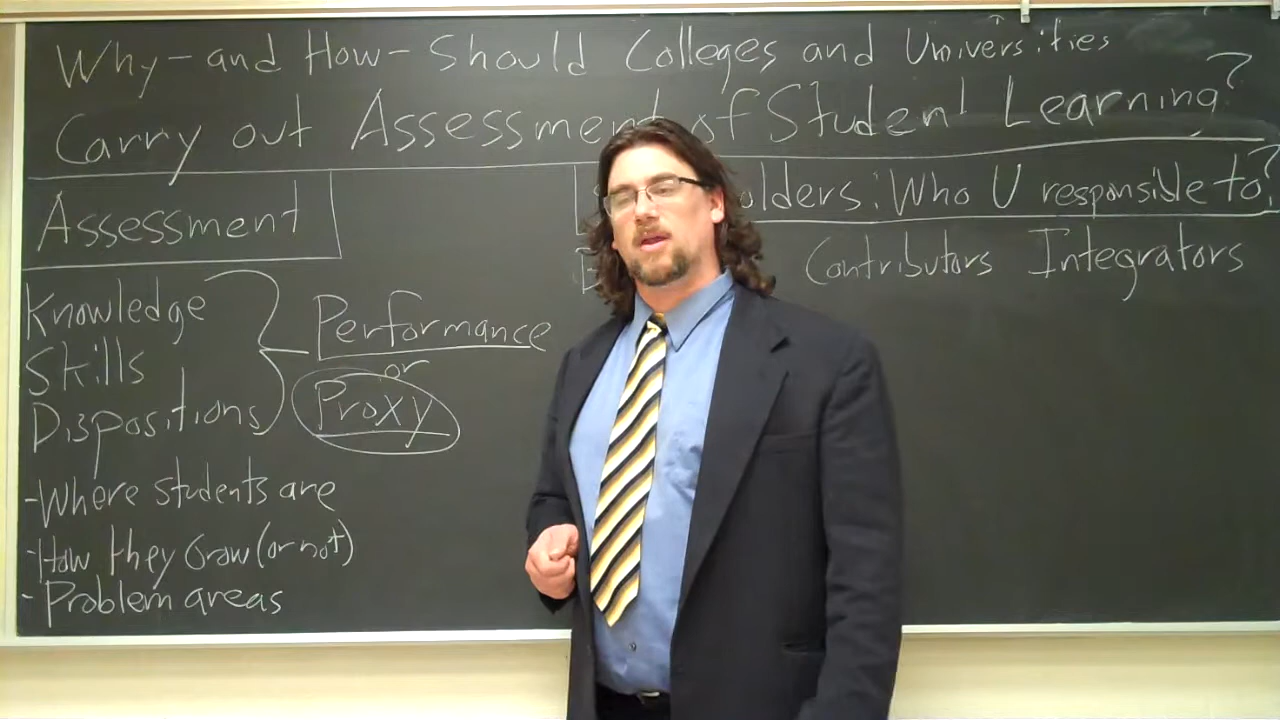 Why-and How-Should Colleges and Universities
Carry out Assessment of Student Learning?
Assessment
olders: Who U responsible to?
Contributors Integrators
Knowledge
Skills
Dispositions
Performance
or
Proxy
-Where students are
-How they Grow (or not)
-Problem areas